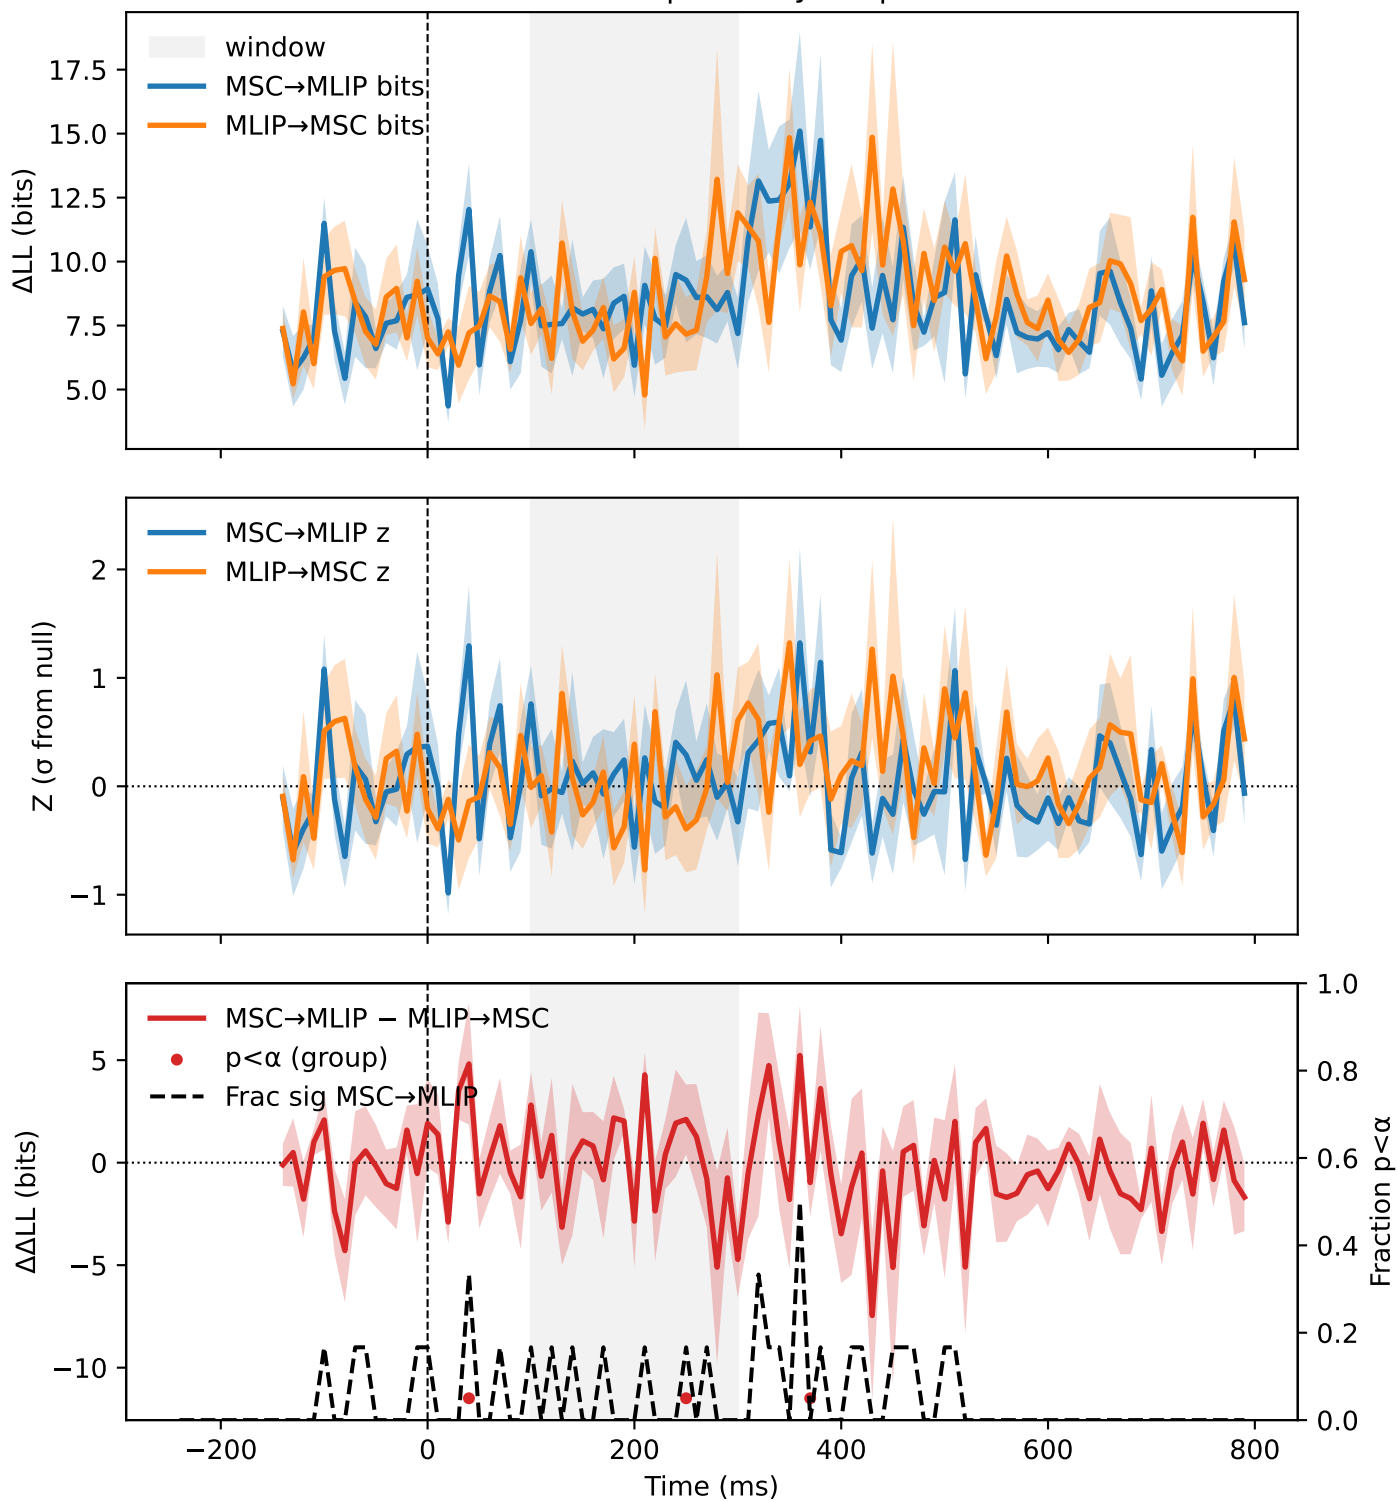 window
MSC→MLIP bits
MLIP→MSC bits
17.5
15.0
12.5
10.0
7.5
5.0
ΔLL (bits)
MSC→MLIP z
MLIP→MSC z
2
1
0
−1
Z (σ from null)
MSC→MLIP − MLIP→MSC
p<α (group)
Frac sig MSC→MLIP
5
0
−5
−10
ΔΔLL (bits)
1.0
0.8
0.6
0.4
0.2
0.0
Fraction p<α
−200
0
200
400
600
800
Time (ms)